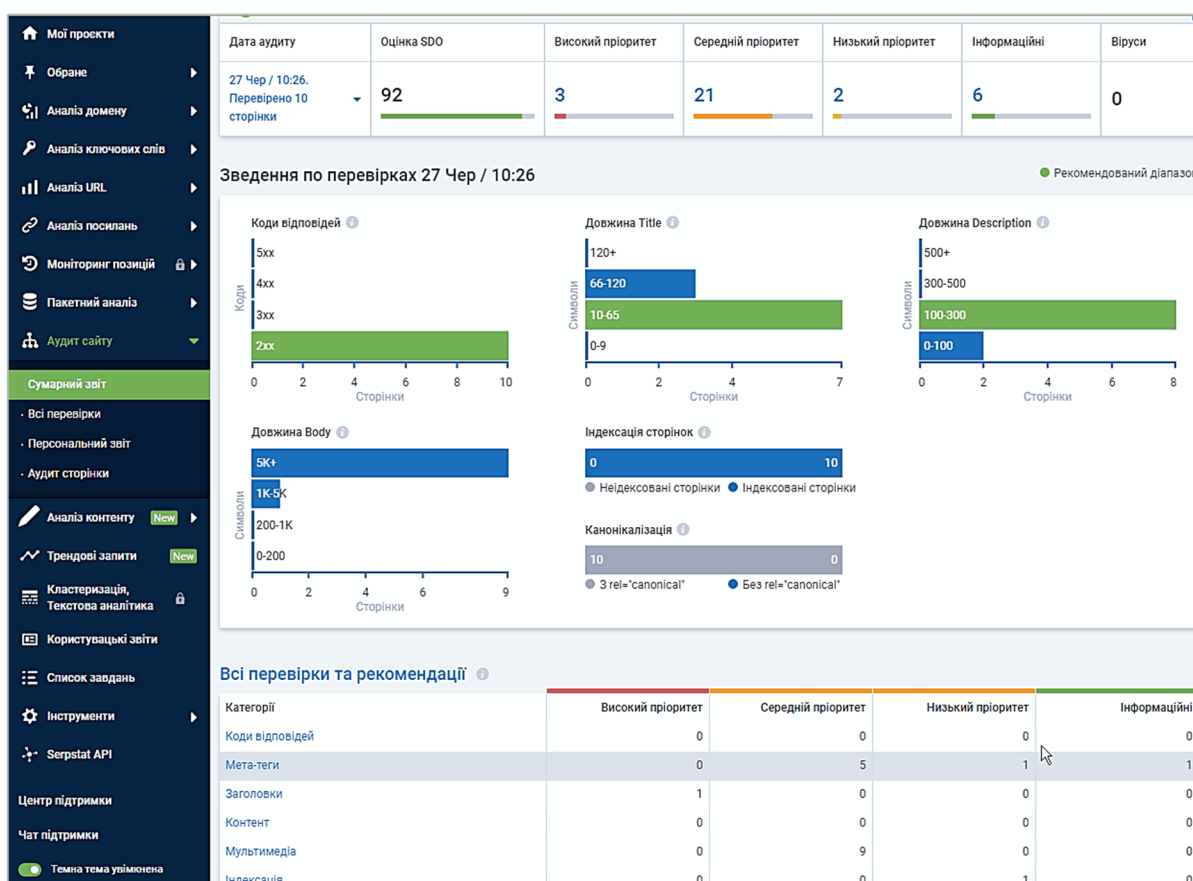 Мої проєкти
Обране
Аналіз домену
Аналіз ключових слів
Аналіз URL
Аналіз посилань
Моніторинг позицій
Пакетний аналіз
Аудит сайту
Сумарний звіт
· Всі перевірки
· Персональний звіт
· Аудит сторінки
Аналіз контенту New
Трендові запити New
Кластеризація,
Текстова аналітика
Користувацькі звіти
Список завдань
Інструменти
Serpstat API
Центр підтримки
Чат підтримки
Темна тема увімкнена
Дата аудиту Оцінка SDO Високий пріоритет Середній пріоритет Низький пріоритет Інформаційні Віруси
27 Чер / 10:26.
Перевірено 10
сторінки
92 3 21 2 6 0
Зведення по перевірках 27 Чер / 10:26
Рекомендований діапазон
Коди відповідей
Коди
5xx
4xx
3xx
2xx
0 2 4 6 8 10
Сторінки
Довжина Title
Символи
120+
66-120
10-65
0-9
0 2 4 7
Сторінки
Довжина Description
Символи
500+
300-500
100-300
0-100
0 2 4 6 8
Сторінки
Довжина Body
Символи
5K+
1K-5K
200-1K
0-200
0 2 4 6 9
Сторінки
Індексація сторінок
0 10
Неідексовані сторінки Індексовані сторінки
Канонікалізація
10 0
З rel="canonical" Без rel="canonical"
Всі перевірки та рекомендації
Категорії Високий пріоритет Середній пріоритет Низький пріоритет Інформаційні
Коди відповідей 0 0 0 0
Мета-теги 0 5 1 1
Заголовки 1 0 0 0
Контент 0 0 0 0
Мультимедіа 0 9 0 0
Індексація 0 0 1 0